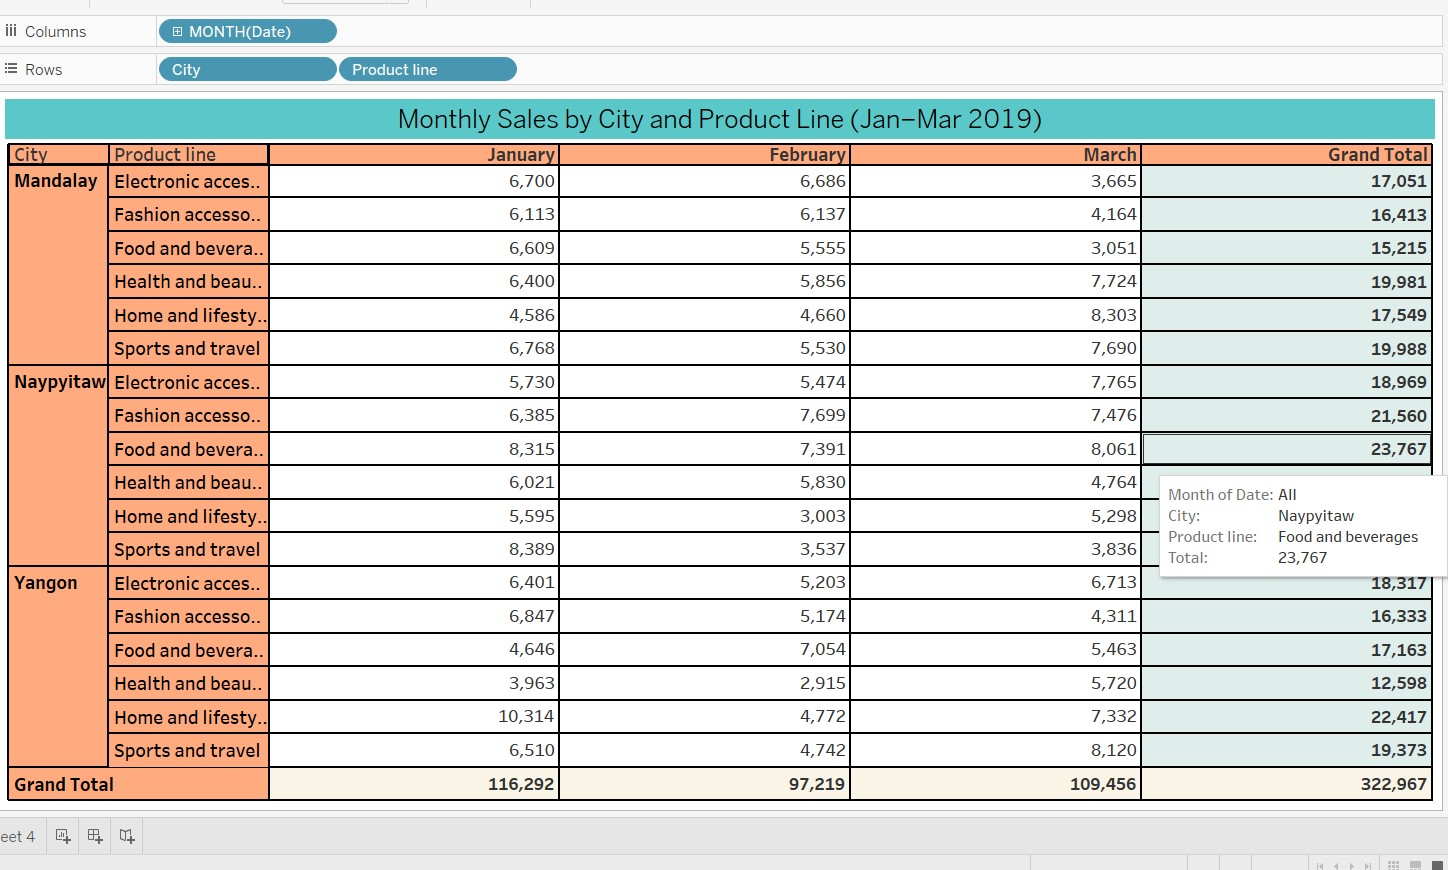 Columns MONTH(Date)
Rows City Product line
Monthly Sales by City and Product Line (Jan–Mar 2019)
City Product line January February March Grand Total
Mandalay Electronic acces.. 6,700 6,686 3,665 17,051
Fashion accesso.. 6,113 6,137 4,164 16,413
Food and bevera.. 6,609 5,555 3,051 15,215
Health and beau.. 6,400 5,856 7,724 19,981
Home and lifesty.. 4,586 4,660 8,303 17,549
Sports and travel 6,768 5,530 7,690 19,988
Naypyitaw Electronic acces.. 5,730 5,474 7,765 18,969
Fashion accesso.. 6,385 7,699 7,476 21,560
Food and bevera.. 8,315 7,391 8,061 23,767
Health and beau.. 6,021 5,830 4,764
Home and lifesty.. 5,595 3,003 5,298
Sports and travel 8,389 3,537 3,836
Month of Date: All
City: Naypyitaw
Product line: Food and beverages
Total: 23,767
Yangon Electronic acces.. 6,401 5,203 6,713 18,317
Fashion accesso.. 6,847 5,174 4,311 16,333
Food and bevera.. 4,646 7,054 5,463 17,163
Health and beau.. 3,963 2,915 5,720 12,598
Home and lifesty.. 10,314 4,772 7,332 22,417
Sports and travel 6,510 4,742 8,120 19,373
Grand Total 116,292 97,219 109,456 322,967
eet 4